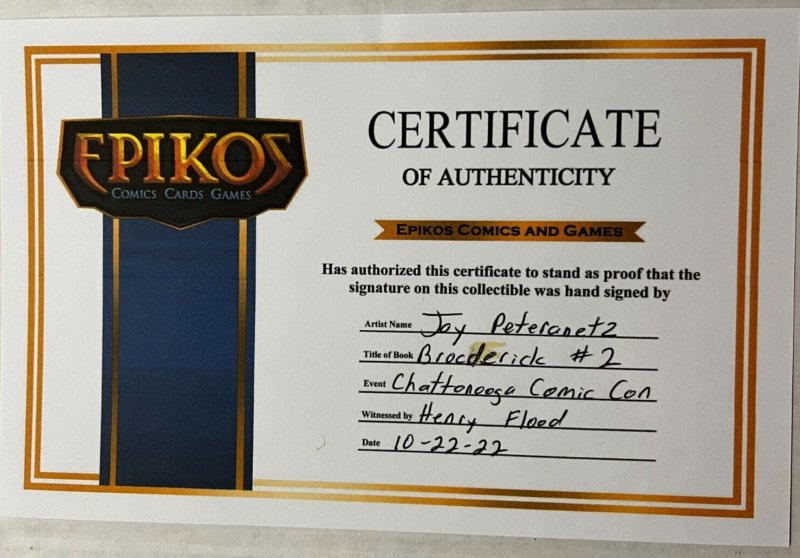 EPIKOS
COMICS CARDS GAMES
CERTIFICATE
OF AUTHENTICITY
EPIKOS COMICS AND GAMES
Has authorized this certificate to stand as proof that the
signature on this collectible was hand signed by
Artist Name Jay Peteranetz
Title of Book Brocderick #2
Event Chattonooga Comic Con
Witnessed by Henry Flood
Date 10-22-22